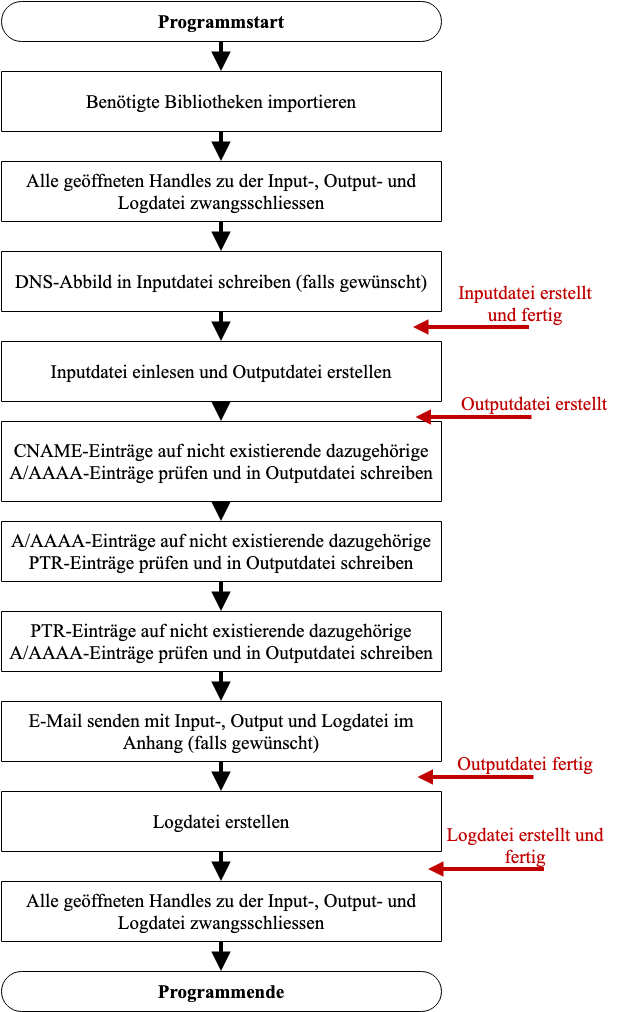 Programmstart
Benötigte Bibliotheken importieren
Alle geöffneten Handles zu der Input-, Output- und
Logdatei zwangsschliessen
DNS-Abbild in Inputdatei schreiben (falls gewünscht)
Inputdatei erstellt
und fertig
Inputdatei einlesen und Outputdatei erstellen
Outputdatei erstellt
CNAME-Einträge auf nicht existierende dazugehörige
A/AAAA-Einträge prüfen und in Outputdatei schreiben
A/AAAA-Einträge auf nicht existierende dazugehörige
PTR-Einträge prüfen und in Outputdatei schreiben
PTR-Einträge auf nicht existierende dazugehörige
A/AAAA-Einträge prüfen und in Outputdatei schreiben
E-Mail senden mit Input-, Output und Logdatei im
Anhang (falls gewünscht)
Outputdatei fertig
Logdatei erstellen
Logdatei erstellt und
fertig
Alle geöffneten Handles zu der Input-, Output- und
Logdatei zwangsschliessen
Programmende